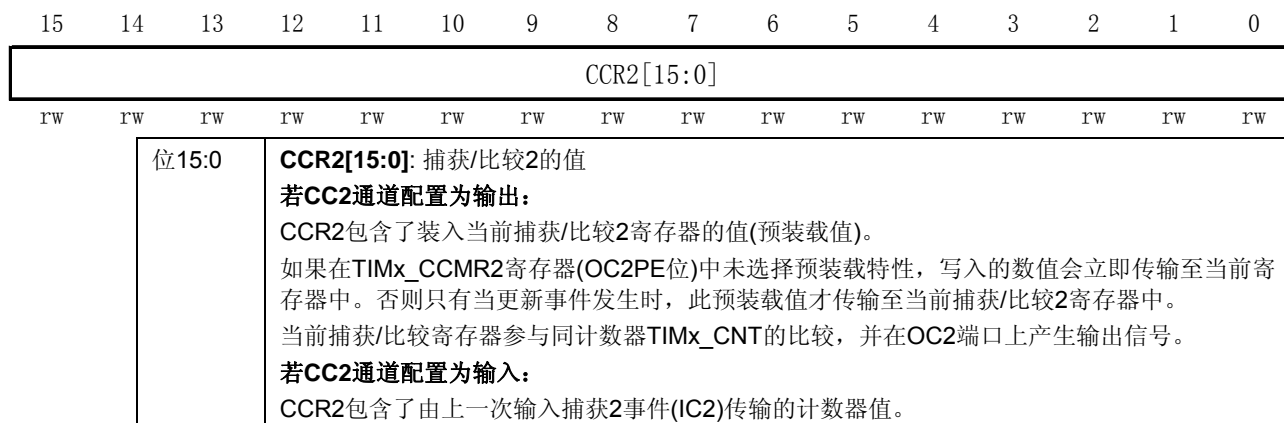 15 14 13 12 11 10 9 8 7 6 5 4 3 2 1 0
CCR2[15:0]
rw rw rw rw rw rw rw rw rw rw rw rw rw rw rw rw
位15:0 CCR2[15:0]: 捕获/比较2的值
若CC2通道配置为输出：
CCR2包含了装入当前捕获/比较2寄存器的值(预装载值)。
如果在TIMx_CCMR2寄存器(OC2PE位)中未选择预装载特性，写入的数值会立即传输至当前寄
存器中。否则只有当更新事件发生时，此预装载值才传输至当前捕获/比较2寄存器中。
当前捕获/比较寄存器参与同计数器TIMx_CNT的比较，并在OC2端口上产生输出信号。
若CC2通道配置为输入：
CCR2包含了由上一次输入捕获2事件(IC2)传输的计数器值。